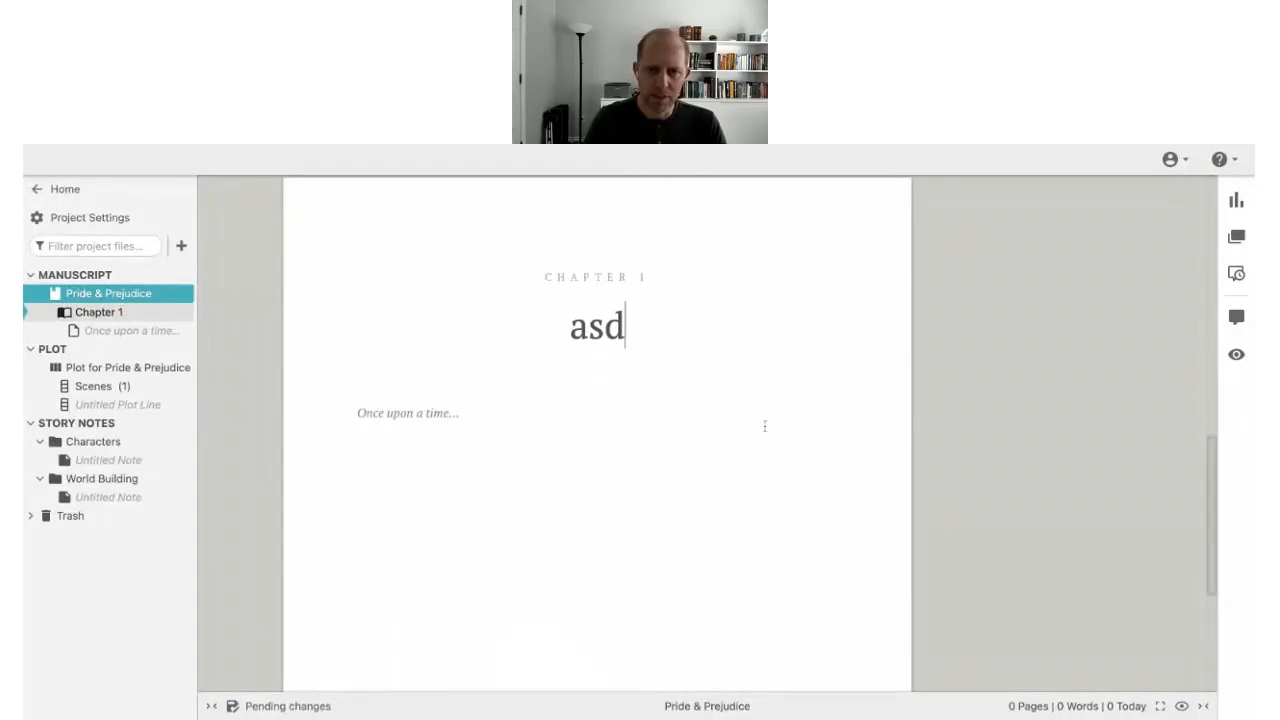 Home
Project Settings
Filter project files...
MANUSCRIPT
Pride & Prejudice
Chapter 1
Once upon a time...
PLOT
Plot for Pride & Prejudice
Scenes (1)
Untitled Plot Line
STORY NOTES
Characters
Untitled Note
World Building
Untitled Note
Trash
CHAPTER 1
asd
Once upon a time...
Pending changes
Pride & Prejudice
0 Pages | 0 Words | 0 Today